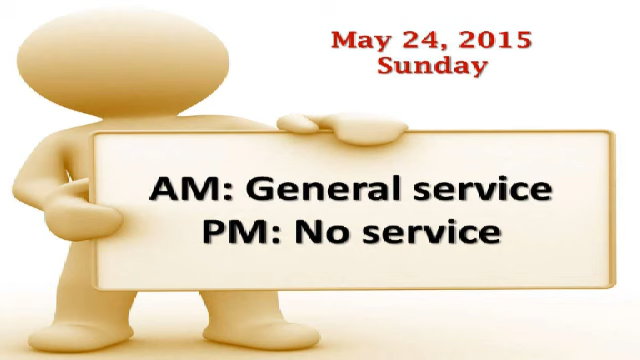 May 24, 2015
Sunday
AM: General service
PM: No service